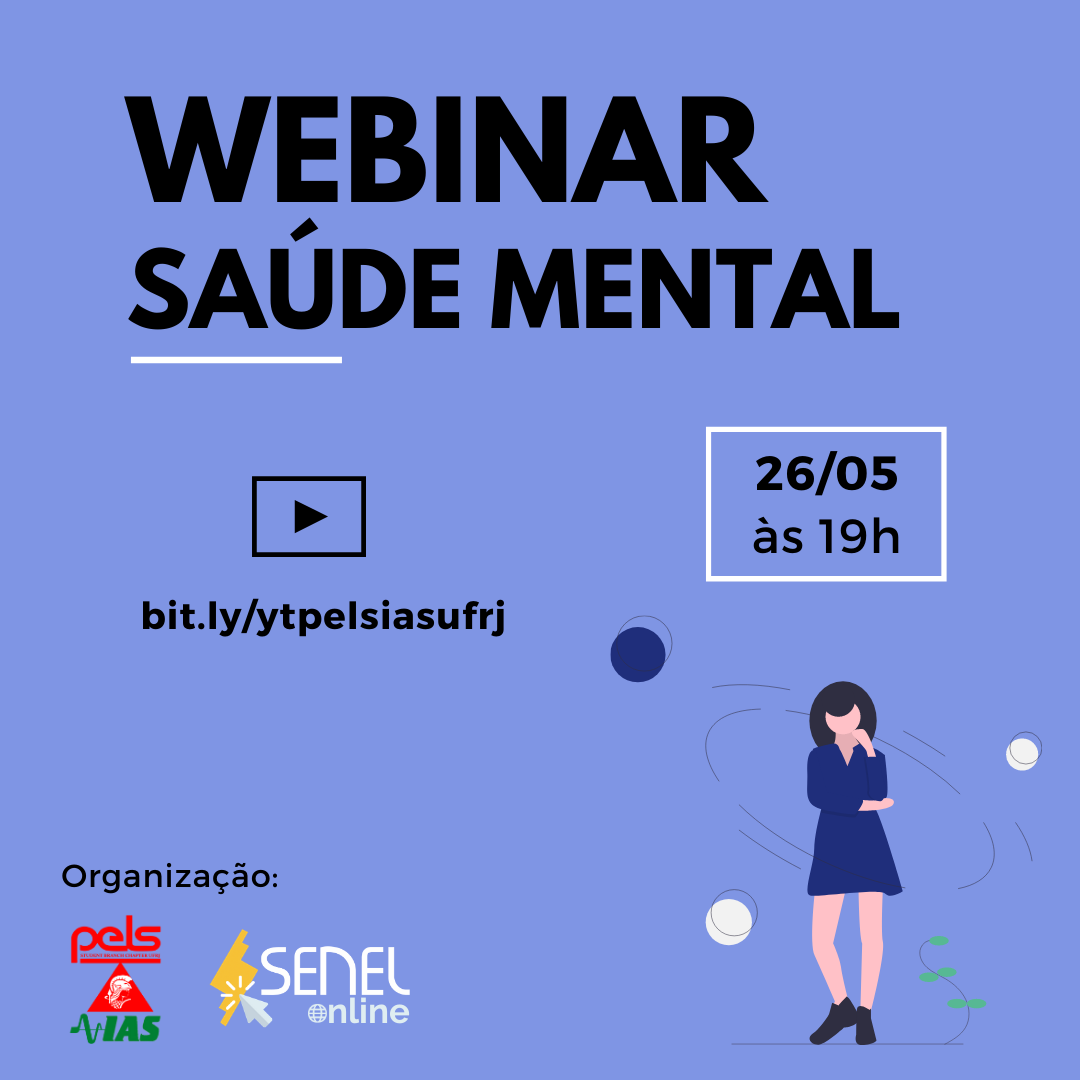 WEBINAR
SAÚDE MENTAL
26/05
às 19h
bit.ly/ytpelsiasufrj
Organização:
pels
IAS
SENEL
online